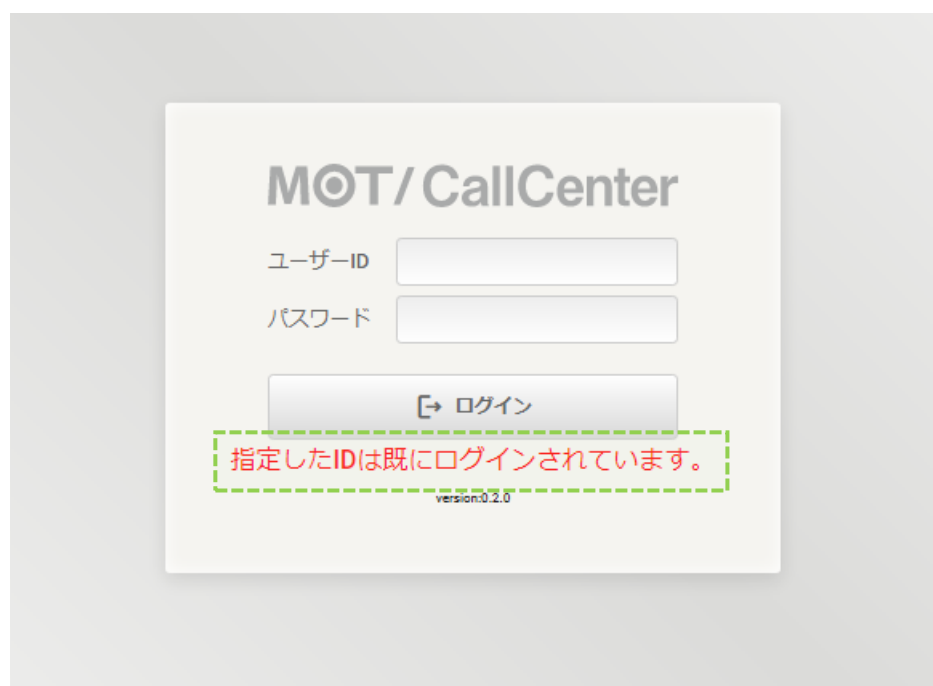 MOT/CallCenter
ユーザーID
パスワード
ログイン
指定したIDは既にログインされています。
version:0.2.0